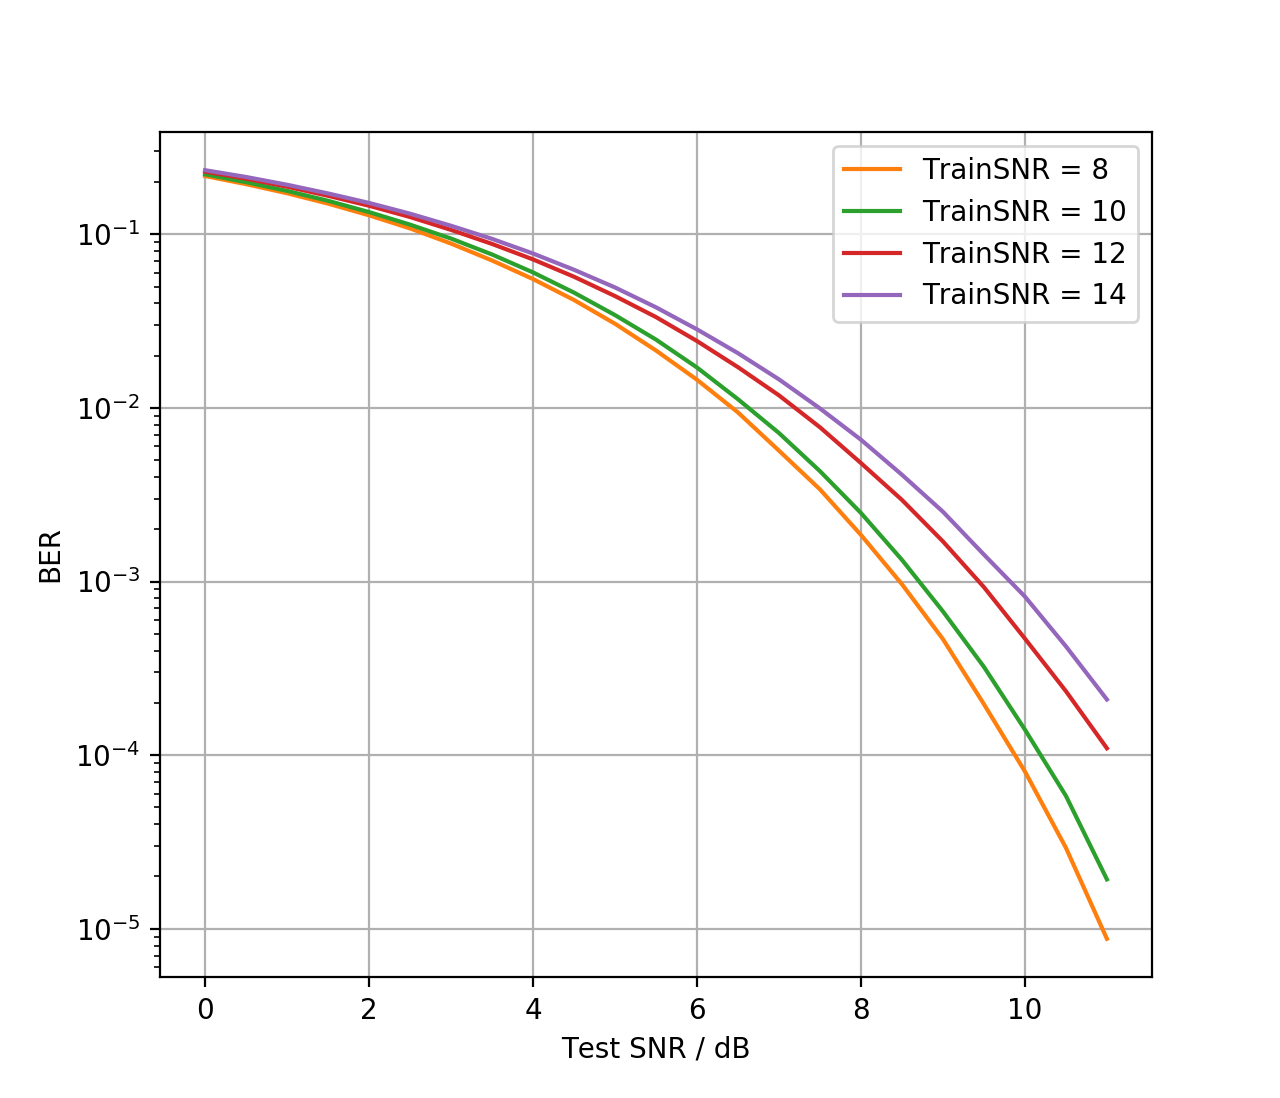 TrainSNR = 8
TrainSNR = 10
TrainSNR = 12
TrainSNR = 14
10⁻¹
10⁻²
10⁻³
10⁻⁴
10⁻⁵
BER
0 2 4 6 8 10
Test SNR / dB